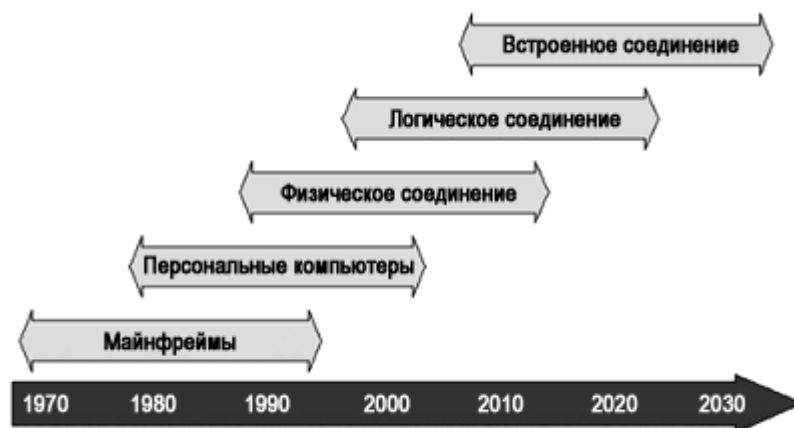 Встроенное соединение
Логическое соединение
Физическое соединение
Персональные компьютеры
Майнфреймы
1970 1980 1990 2000 2010 2020 2030